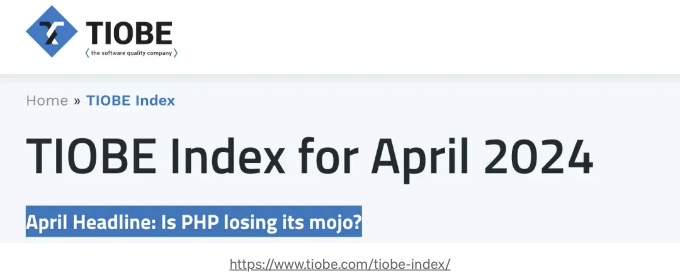 TIOBE
(the software quality company)
Home » TIOBE Index
TIOBE Index for April 2024
April Headline: Is PHP losing its mojo?
https://www.tiobe.com/tiobe-index/